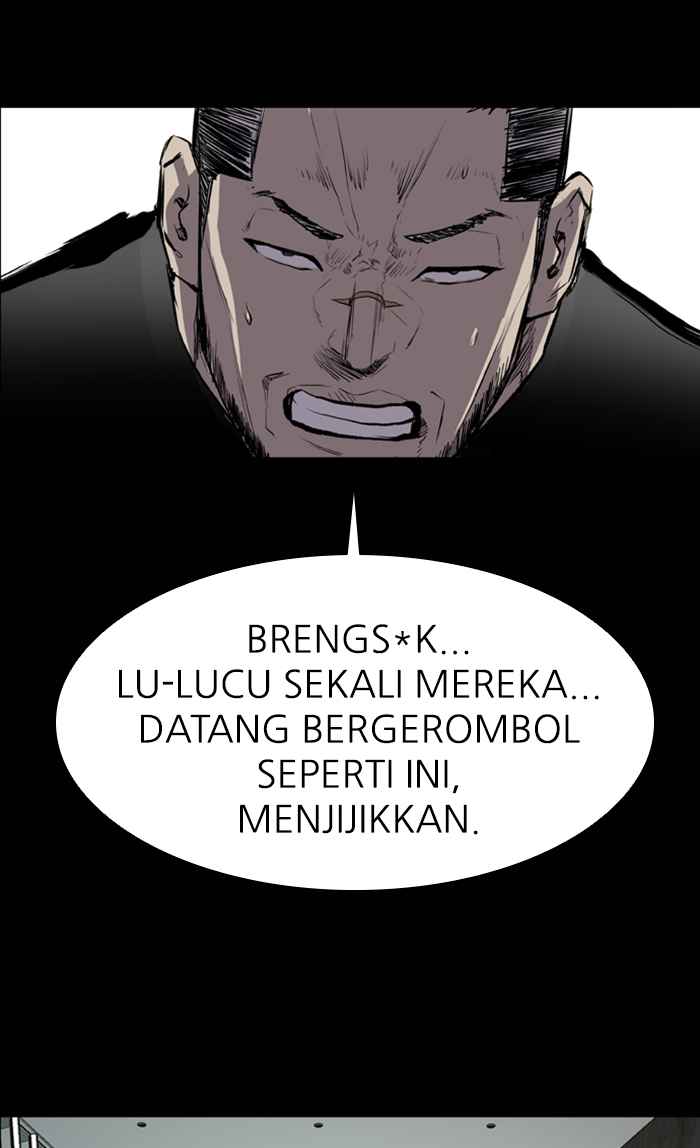 BRENGS*K...
LU-LUCU SEKALI MEREKA...
DATANG BERGEROMBOL
SEPERTI INI,
MENJIJIKKAN.